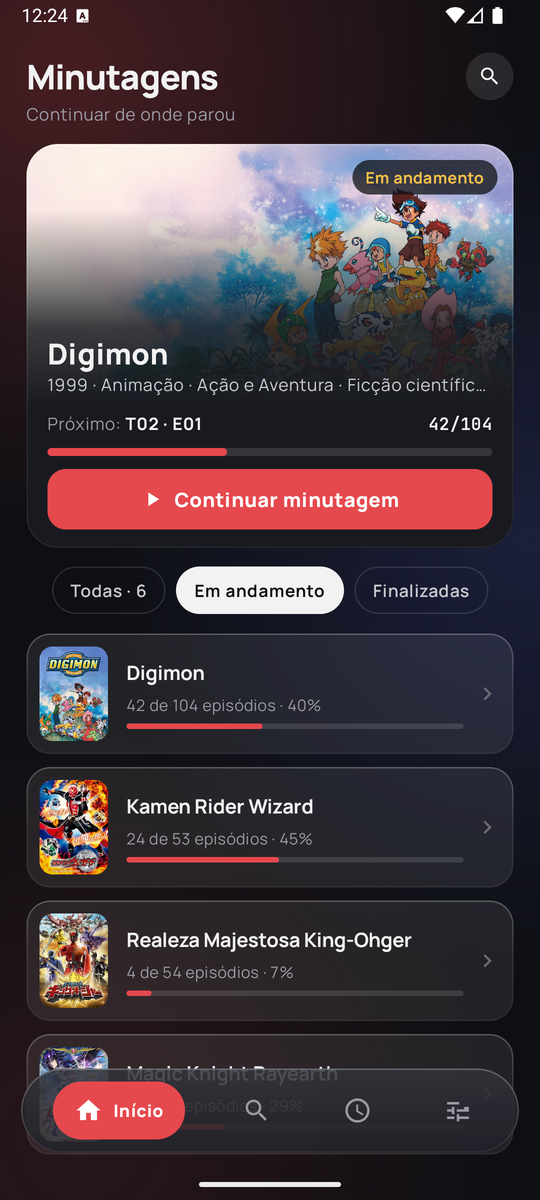 12:24 A
Minutagens
Continuar de onde parou
Em andamento
Digimon
1999 · Animação · Ação e Aventura · Ficção científic...
Próximo: T02 · E01 42/104
Continuar minutagem
Todas · 6 Em andamento Finalizadas
DIGIMON
Digimon
42 de 104 episódios · 40%
Kamen Rider Wizard
24 de 53 episódios · 45%
Realeza Majestosa King-Ohger
4 de 54 episódios · 7%
Magic Knight Rayearth
episódios · 29%
Início